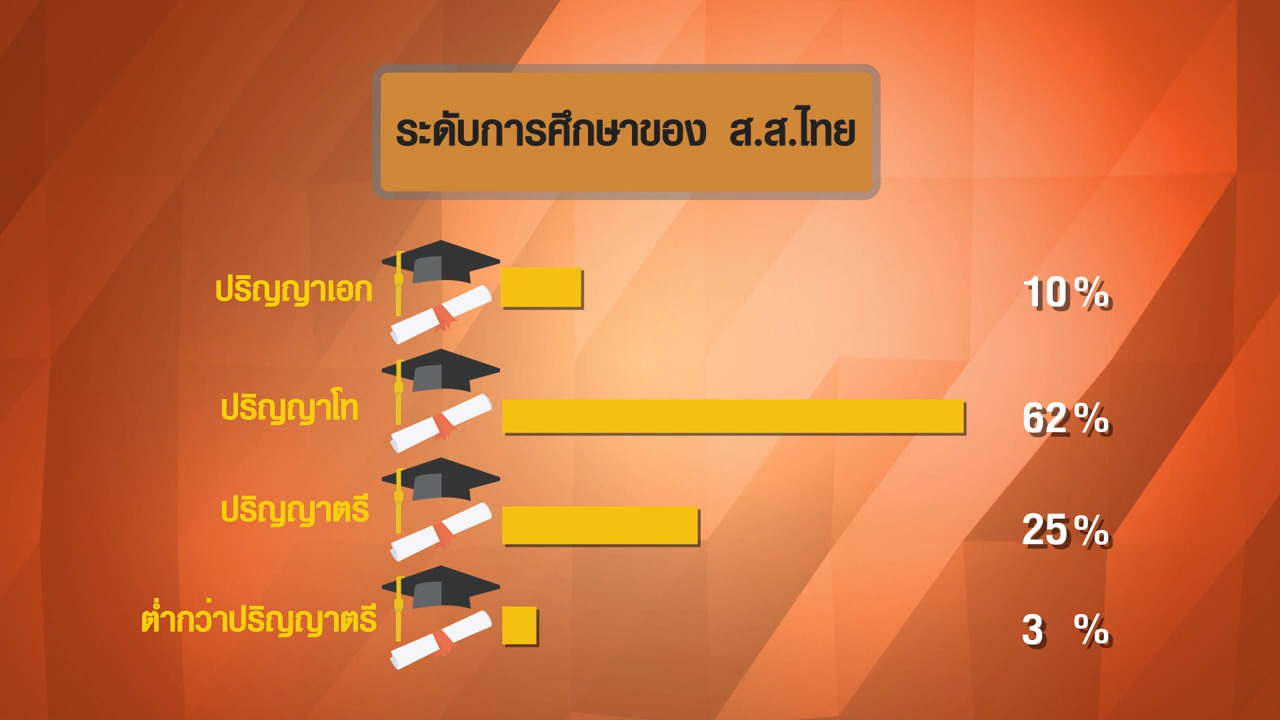 ระดับการศึกษาของ ส.ส.ไทย
ปริญญาเอก 10%
ปริญญาโท 62%
ปริญญาตรี 25%
ต่ำกว่าปริญญาตรี 3 %